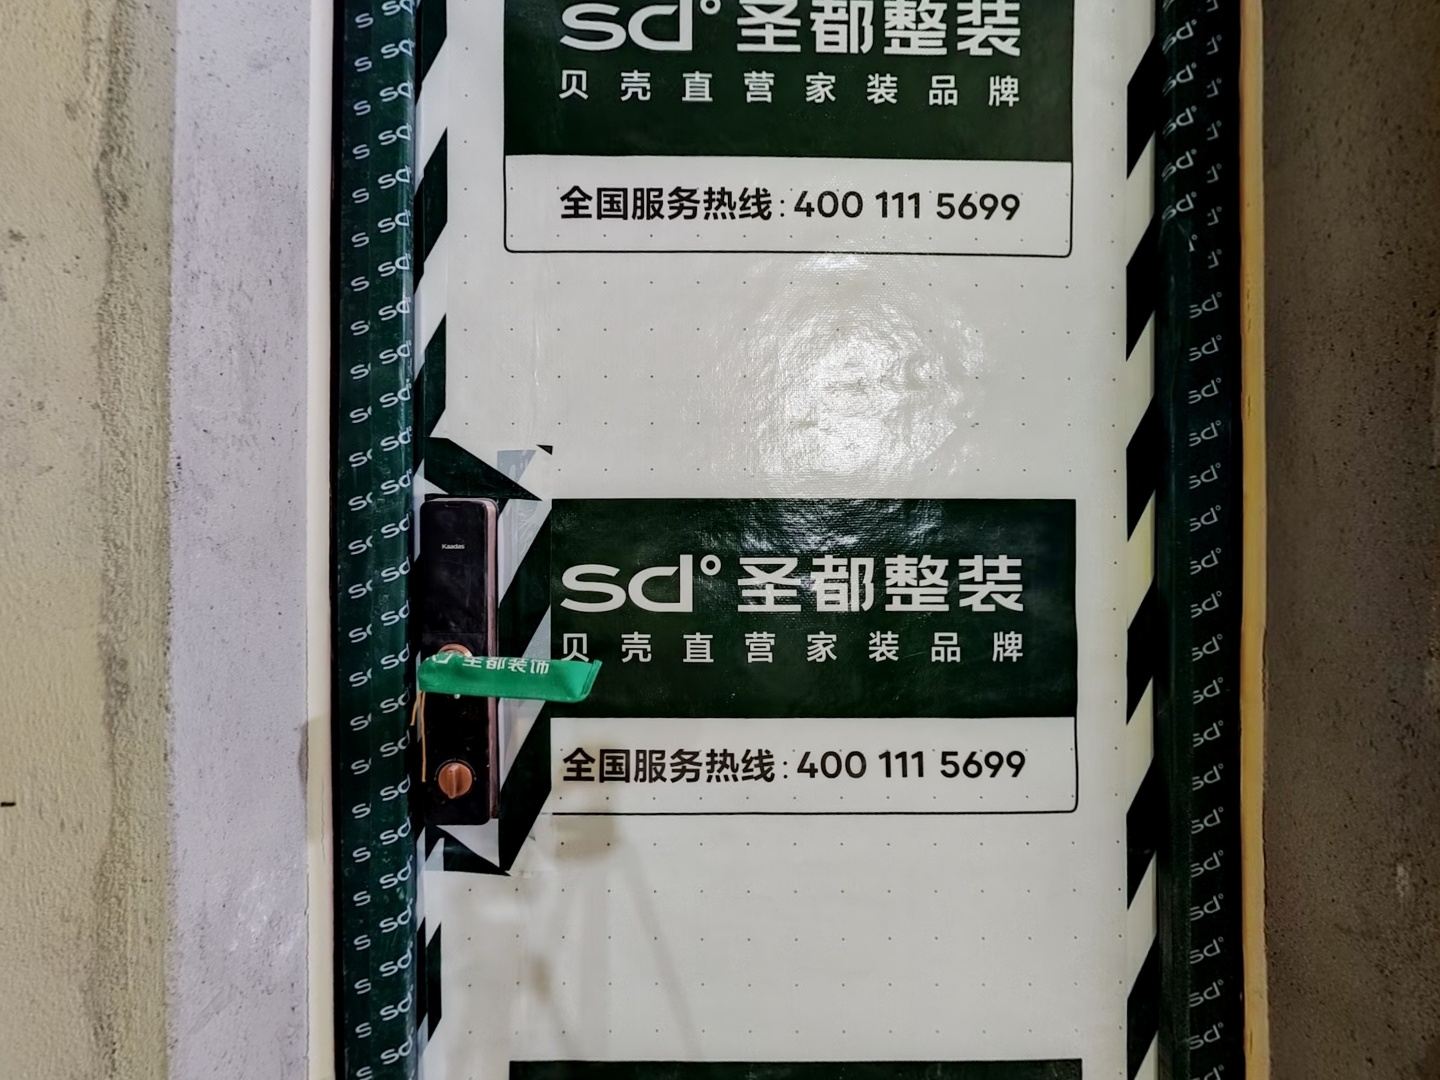 sd° 圣都整装
贝壳直营家装品牌
全国服务热线:400 111 5699
Kaadas
sd° 圣都整装
贝壳直营家装品牌
圣都装饰
全国服务热线:400 111 5699